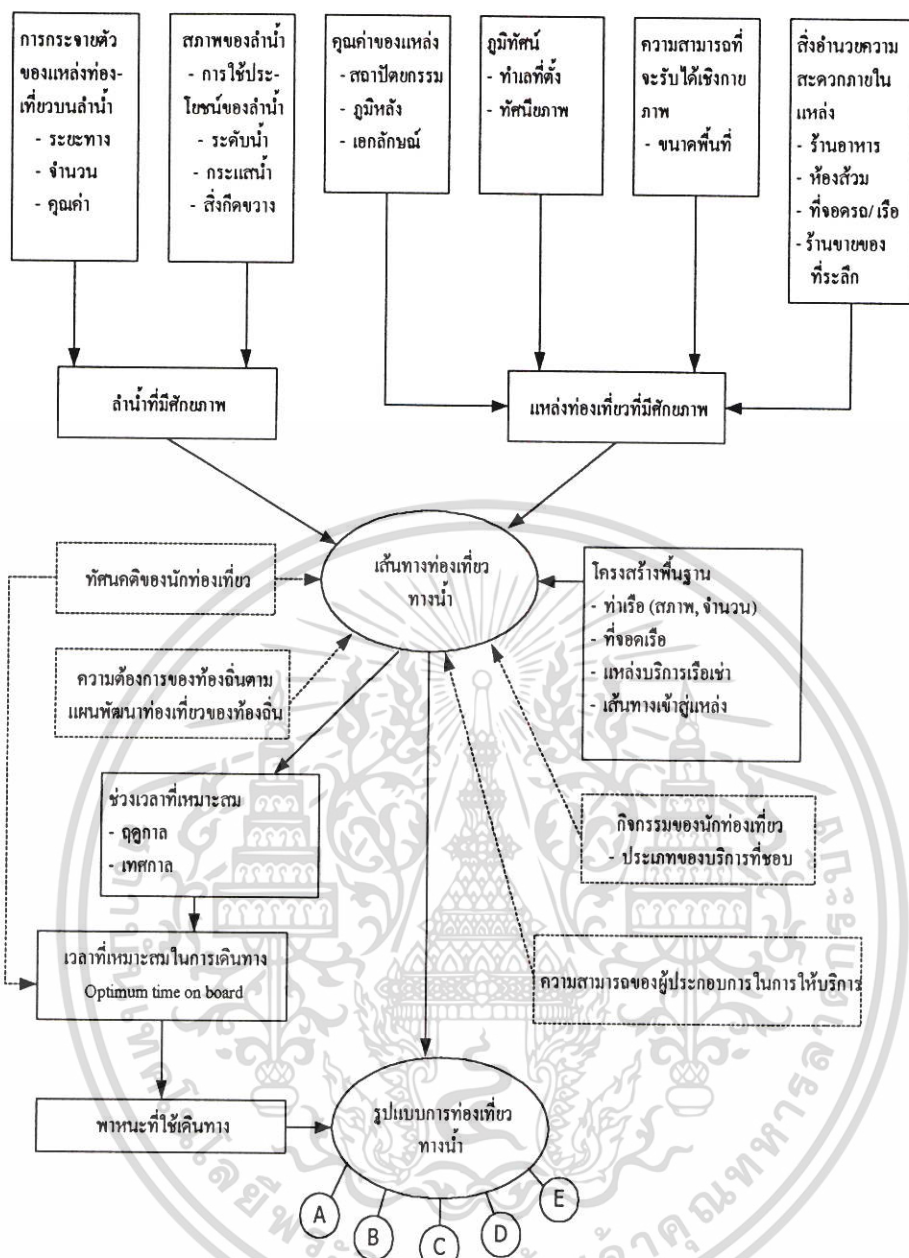 การกระจายตัว
ของแหล่งท่อง-
เที่ยวบนลำน้ำ
- ระยะทาง
- จำนวน
- คุณค่า
สภาพของลำน้ำ
- การใช้ประ-
โยชน์ของลำน้ำ
- ระดับน้ำ
- กระแสน้ำ
- สิ่งกีดขวาง
คุณค่าของแหล่ง
- สถาปัตยกรรม
- ภูมิหลัง
- เอกลักษณ์
ภูมิทัศน์
- ทำเลที่ตั้ง
- ทัศนียภาพ
ความสามารถที่
จะรับได้เชิงกาย
ภาพ
- ขนาดพื้นที่
สิ่งอำนวยความ
สะดวกภายใน
แหล่ง
- ร้านอาหาร
- ห้องส้วม
- ที่จอดรถ/เรือ
- ร้านขายของ
ที่ระลึก
ลำน้ำที่มีศักยภาพ
แหล่งท่องเที่ยวที่มีศักยภาพ
เส้นทางท่องเที่ยว
ทางน้ำ
ทัศนคติของนักท่องเที่ยว
โครงสร้างพื้นฐาน
- ท่าเรือ (สภาพ, จำนวน)
- ที่จอดเรือ
- แหล่งบริการเรือเช่า
- เส้นทางเข้าสู่แหล่ง
ความต้องการของท้องถิ่นตาม
แผนพัฒนาท่องเที่ยวของท้องถิ่น
ช่วงเวลาที่เหมาะสม
- ฤดูกาล
- เทศกาล
กิจกรรมของนักท่องเที่ยว
- ประเภทของบริการที่ชอบ
เวลาที่เหมาะสมในการเดินทาง
Optimum time on board
ความสามารถของผู้ประกอบการในการให้บริการ
พาหนะที่ใช้เดินทาง
รูปแบบการท่องเที่ยว
ทางน้ำ
A
B
C
D
E